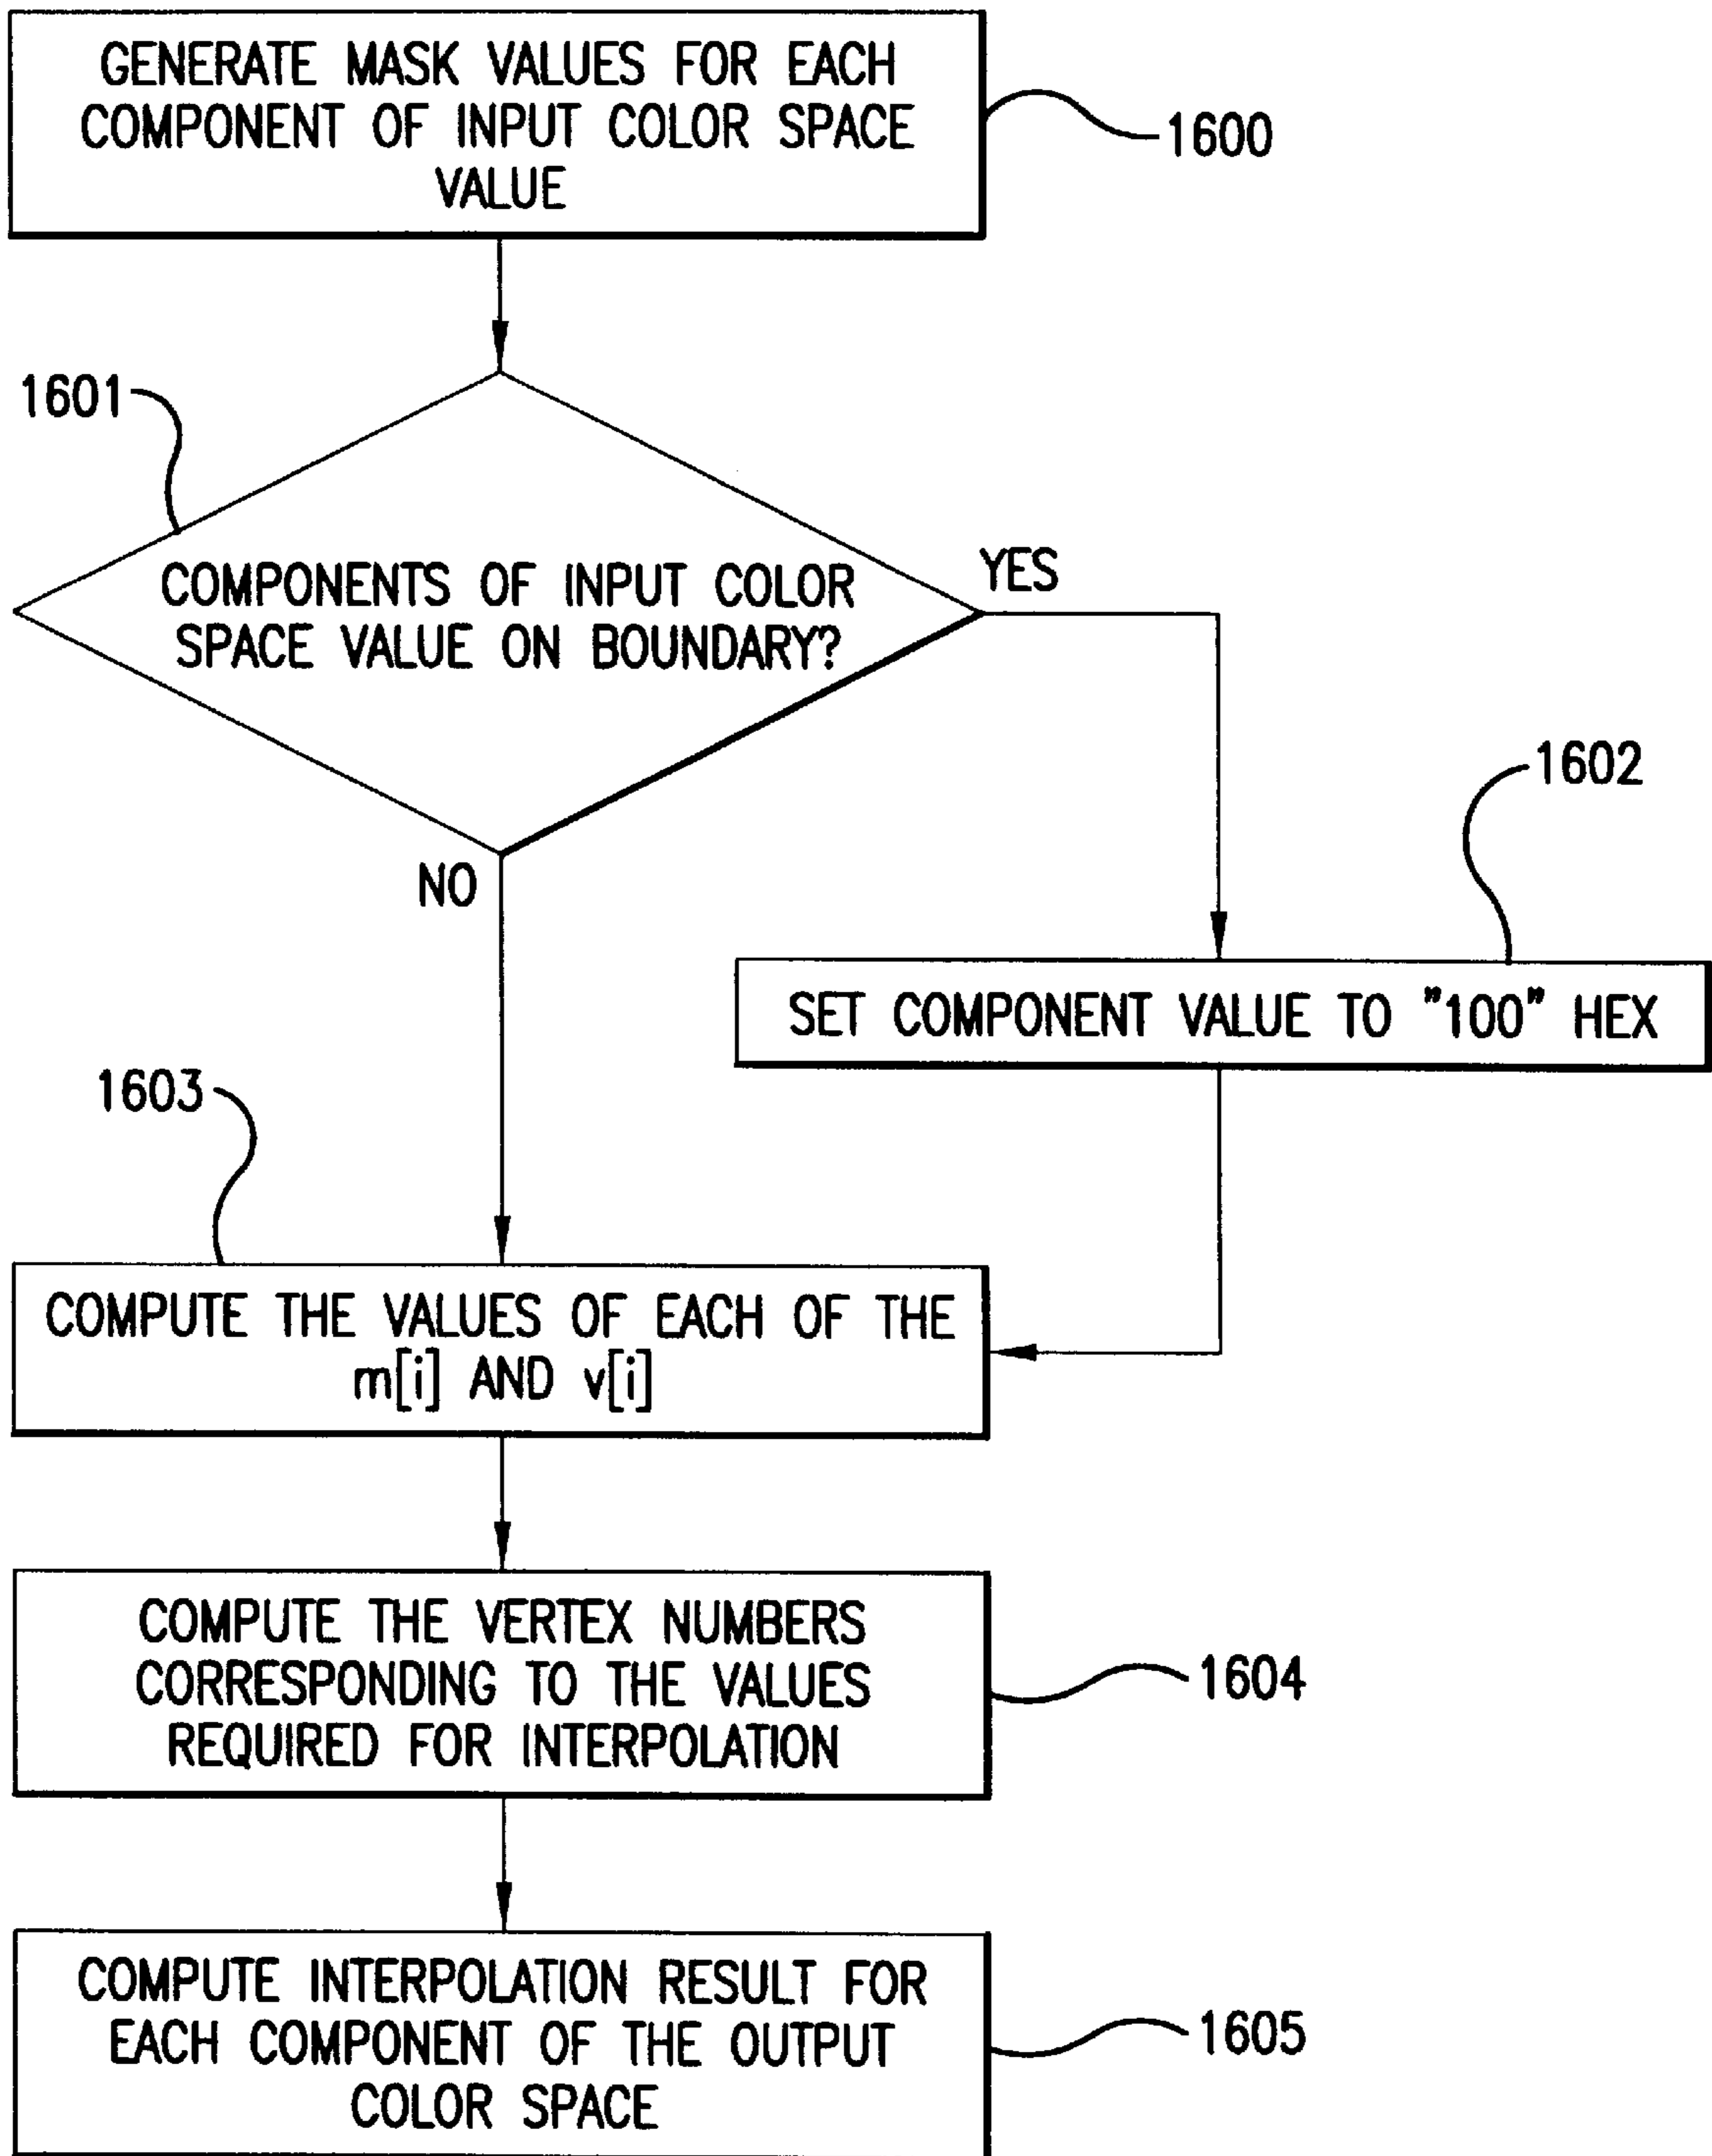 GENERATE MASK VALUES FOR EACH
COMPONENT OF INPUT COLOR SPACE
VALUE
1600
1601
COMPONENTS OF INPUT COLOR
SPACE VALUE ON BOUNDARY?
YES
NO
1602
SET COMPONENT VALUE TO "100" HEX
1603
COMPUTE THE VALUES OF EACH OF THE
m[i] AND v[i]
COMPUTE THE VERTEX NUMBERS
CORRESPONDING TO THE VALUES
REQUIRED FOR INTERPOLATION
1604
COMPUTE INTERPOLATION RESULT FOR
EACH COMPONENT OF THE OUTPUT
COLOR SPACE
1605